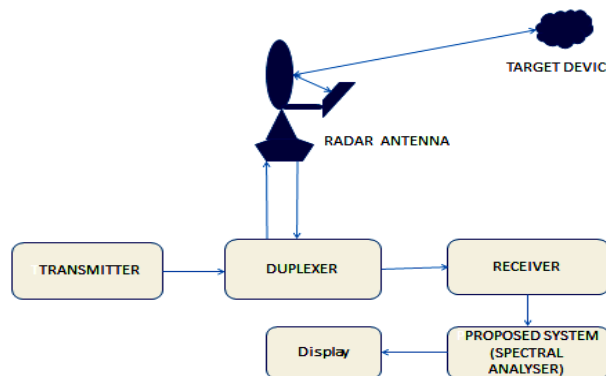 TARGET DEVIC
RADAR ANTENNA
TRANSMITTER
DUPLEXER
RECEIVER
Display
PROPOSED SYSTEM
(SPECTRAL
ANALYSER)